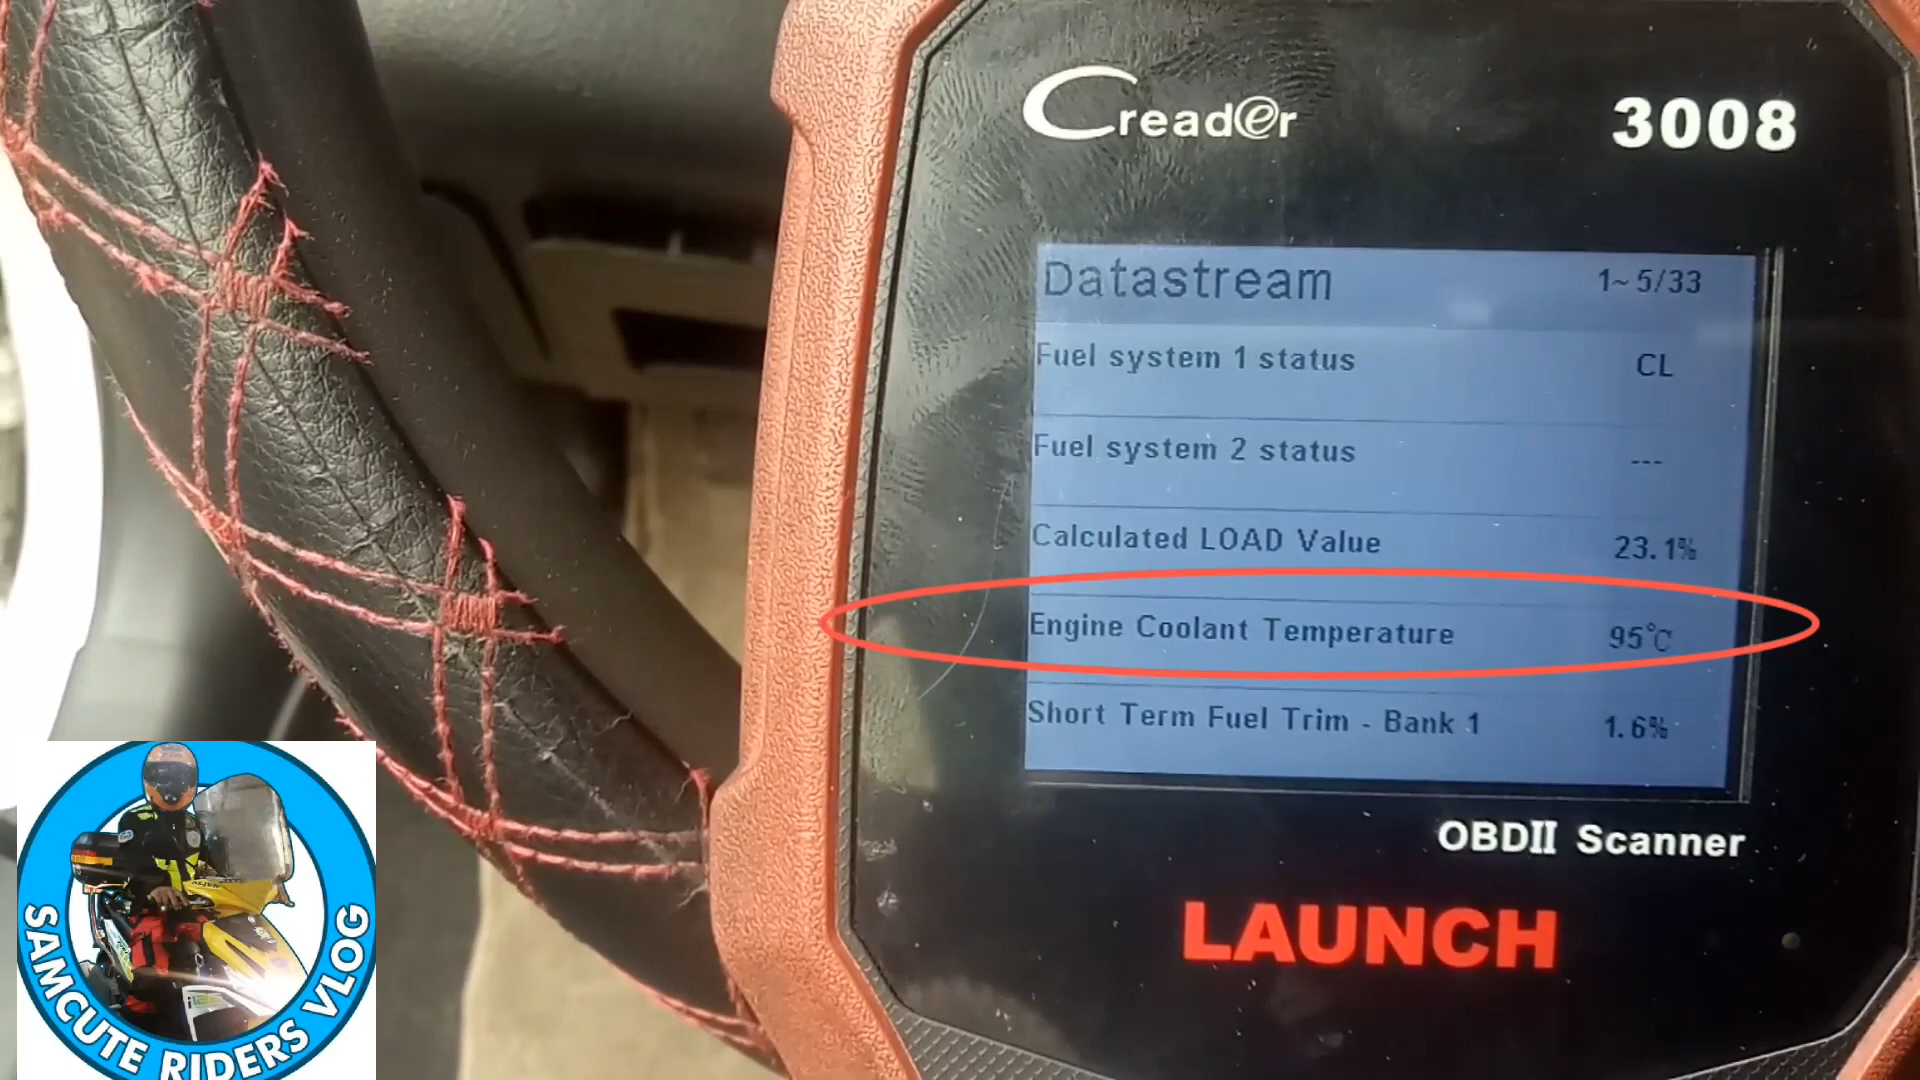 Creader
3008
Datastream 1~5/33
Fuel system 1 status CL
Fuel system 2 status ---
Calculated LOAD Value 23.1%
Engine Coolant Temperature 95℃
Short Term Fuel Trim - Bank 1 1.6%
OBDII Scanner
LAUNCH
SAMCUTE RIDERS VLOG